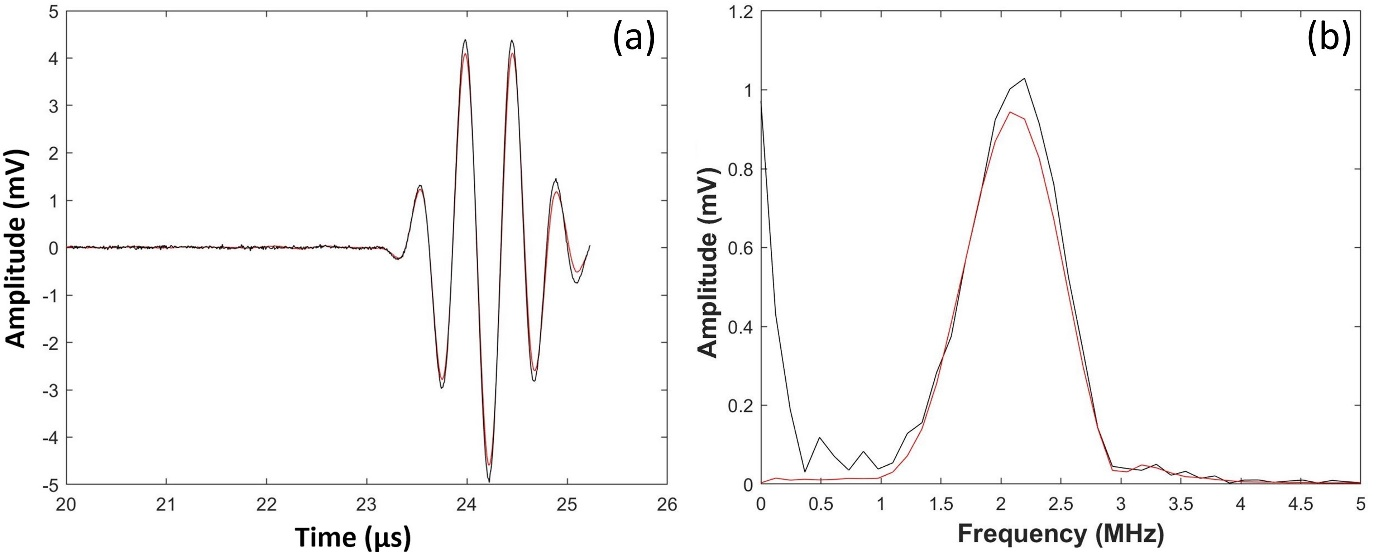 (a)
Amplitude (mV)
5
4
3
2
1
0
-1
-2
-3
-4
-5
20 21 22 23 24 25 26
Time (μs)
(b)
Amplitude (mV)
1.2
1
0.8
0.6
0.4
0.2
0
0 0.5 1 1.5 2 2.5 3 3.5 4 4.5 5
Frequency (MHz)